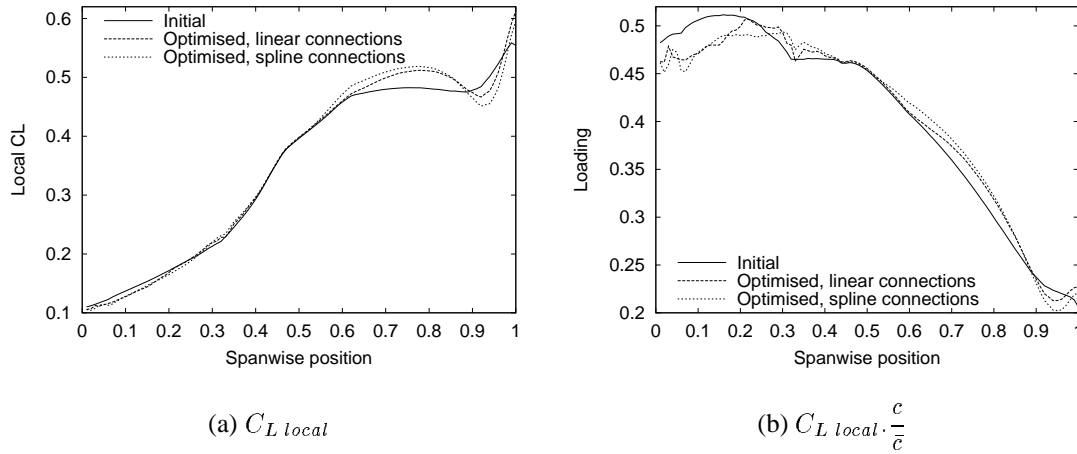 0.6
0.5
0.4
0.3
0.2
0.1
0 0.1 0.2 0.3 0.4 0.5 0.6 0.7 0.8 0.9 1
Local CL
Spanwise position
Initial
Optimised, linear connections
Optimised, spline connections
(a) C_{L local}
0.5
0.45
0.4
0.35
0.3
0.25
0.2
0 0.1 0.2 0.3 0.4 0.5 0.6 0.7 0.8 0.9 1
Loading
Spanwise position
Initial
Optimised, linear connections
Optimised, spline connections
(b) C_{L local} · c / c̄